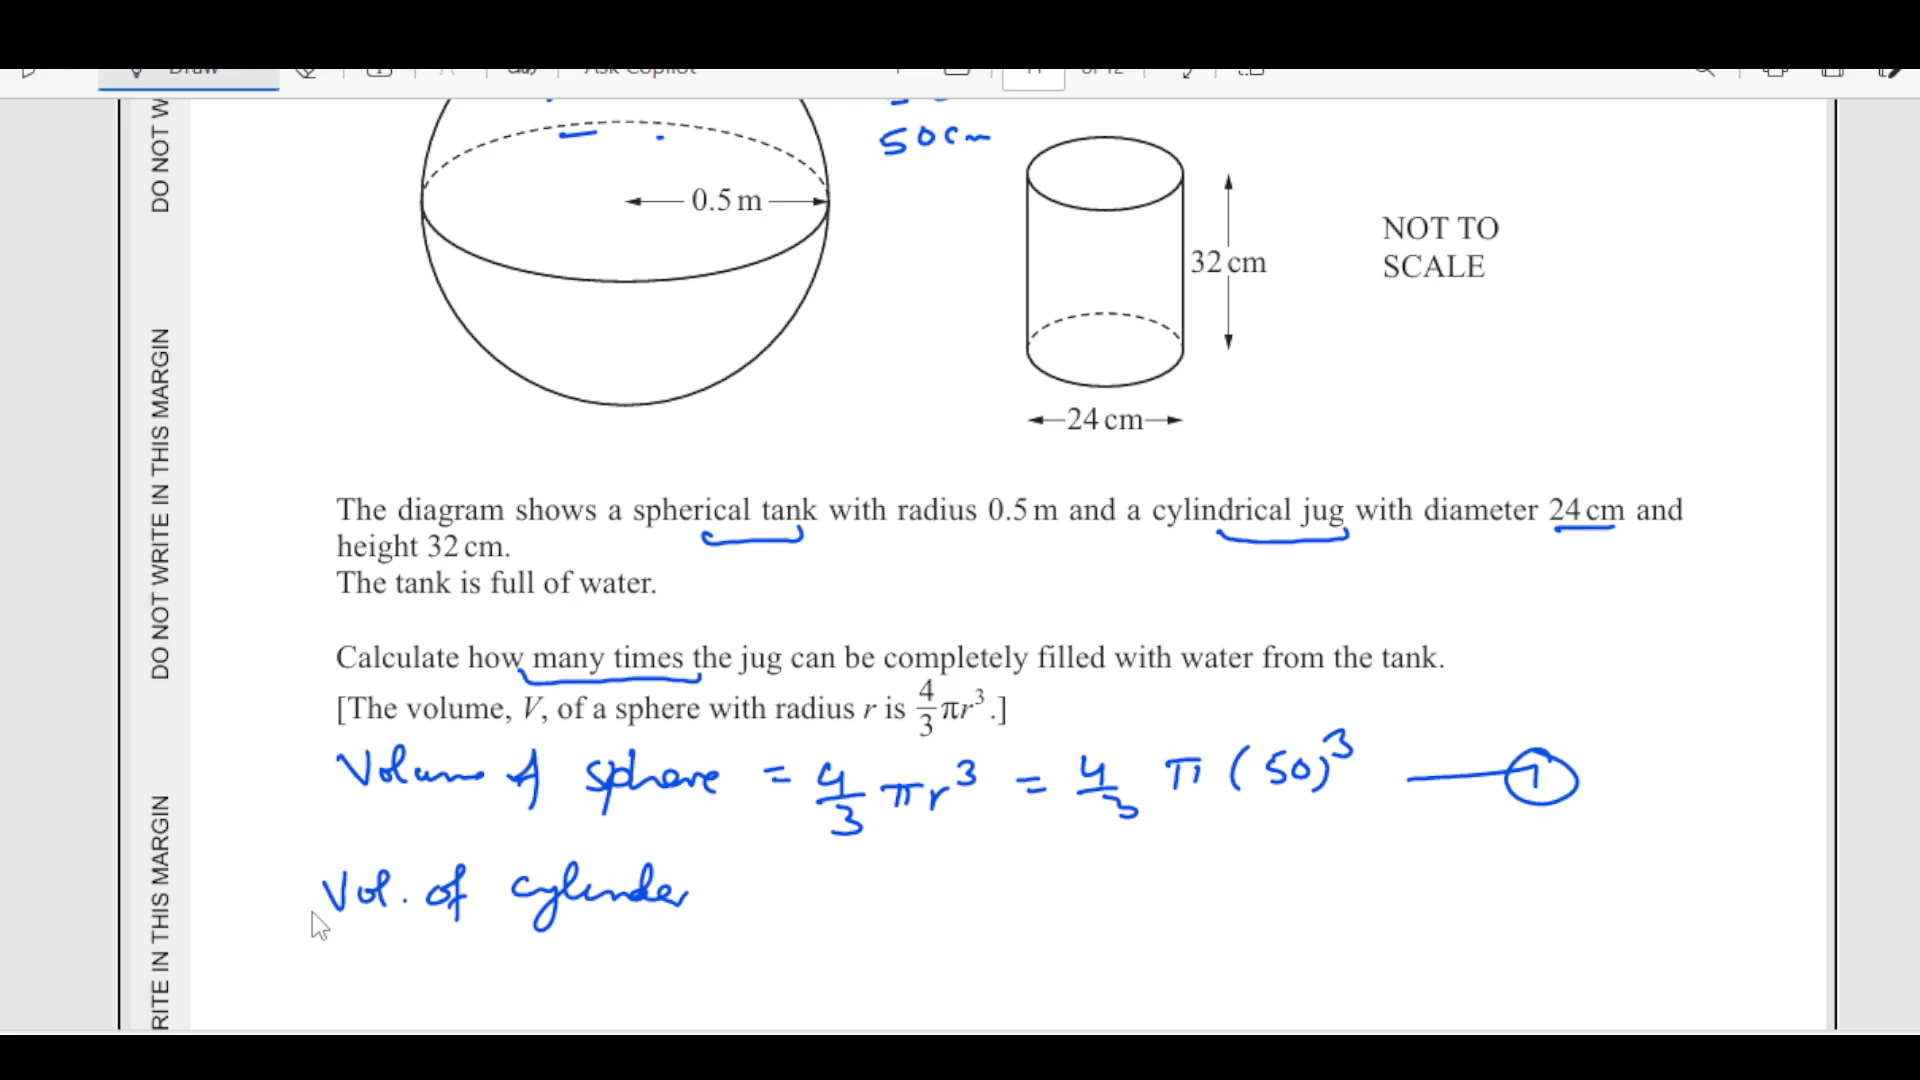 50cm
0.5 m
32 cm
NOT TO
SCALE
24 cm
The diagram shows a spherical tank with radius 0.5 m and a cylindrical jug with diameter 24 cm and
height 32 cm.
The tank is full of water.
Calculate how many times the jug can be completely filled with water from the tank.
[The volume, V, of a sphere with radius r is 4/3 πr³.]
Volume of sphere = 4/3 πr³ = 4/3 π (50)³ — 1
Vol. of cylinder
DO NOT W
DO NOT WRITE IN THIS MARGIN
RITE IN THIS MARGIN